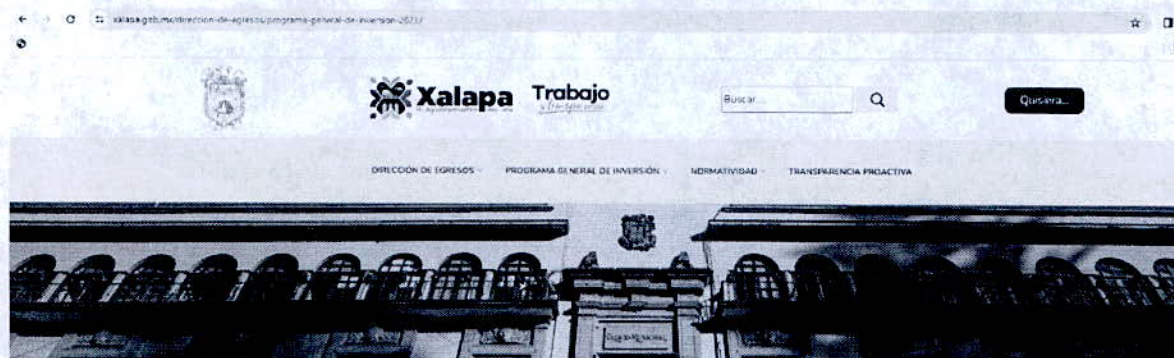 xalapa.gob.mx/direccion-de-egresos/programa-general-de-inversion-2021/
Xalapa
Trabajo
Buscar
Quisiera...
DIRECCIÓN DE EGRESOS
PROGRAMA GENERAL DE INVERSIÓN
NORMATIVIDAD
TRANSPARENCIA PROACTIVA